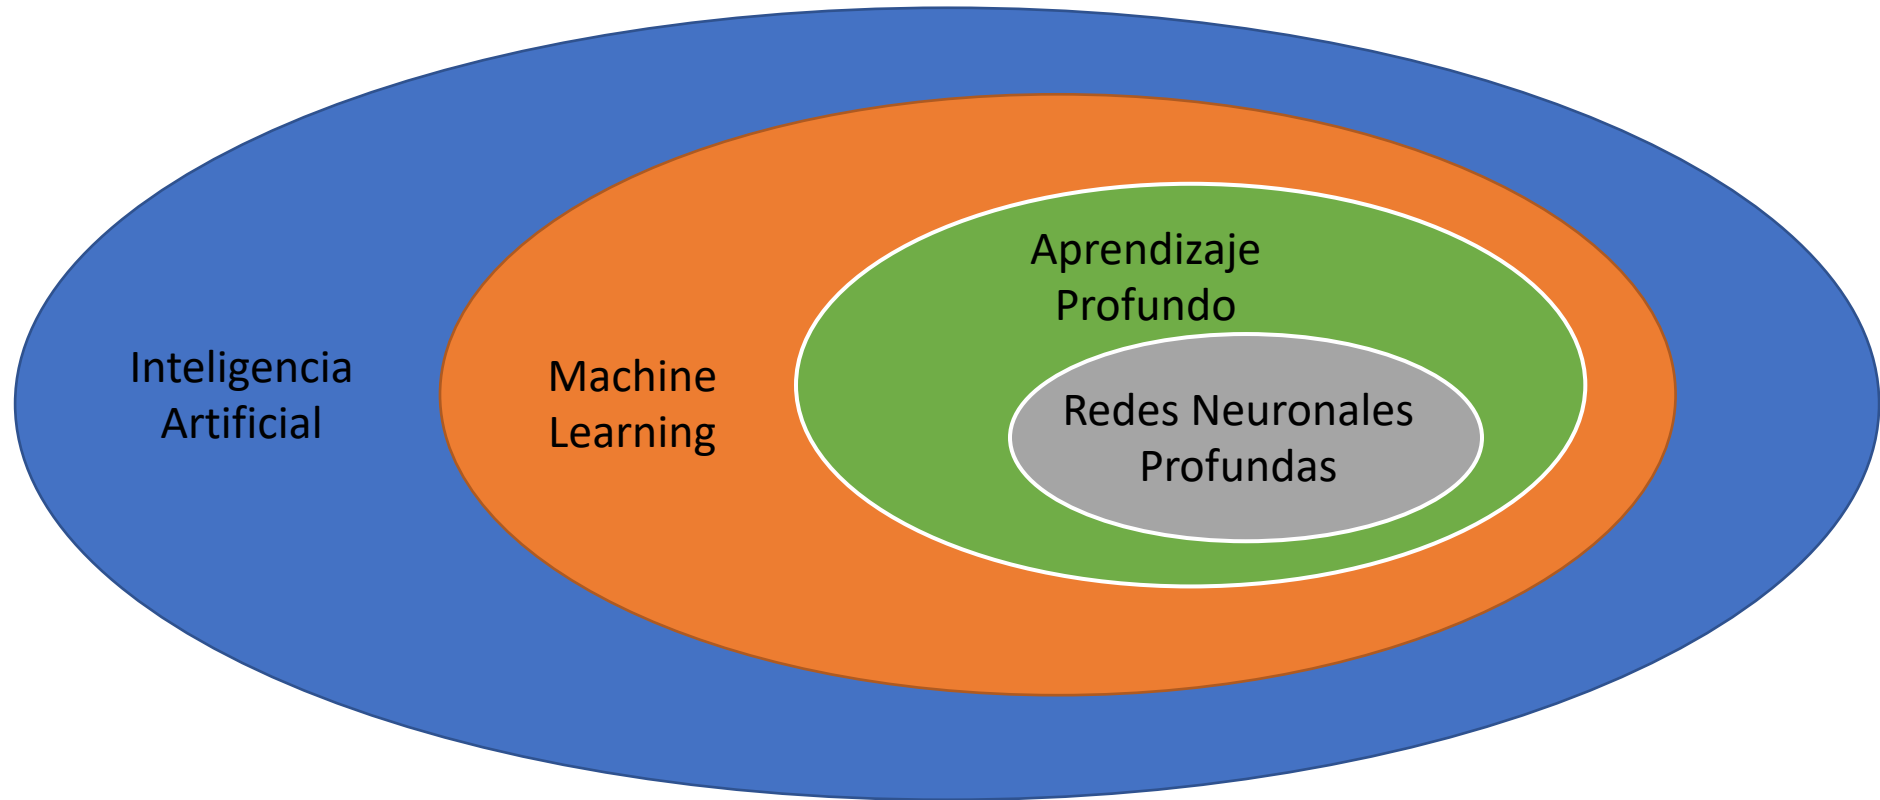 Inteligencia
Artificial
Machine
Learning
Aprendizaje
Profundo
Redes Neuronales
Profundas